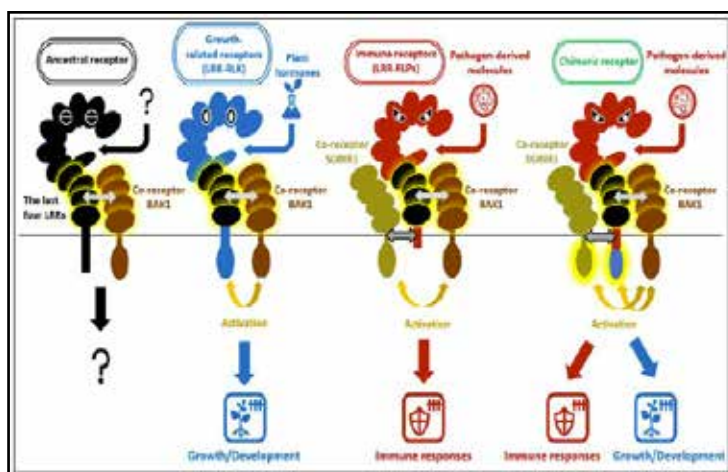 Ancestral receptor
Growth-
related receptors
(LRR-RLK)
Plant
hormones
Immune receptors
(LRR-RLPs)
Pathogen-derived
molecules
Chimeric receptor
Pathogen-derived
molecules
?
The last
four LRRs
Co-receptor
BAK1
Co-receptor
BAK1
Co-receptor
SOBIR1
Co-receptor
BAK1
Co-receptor
SOBIR1
Co-receptor
BAK1
Activation
Activation
Activation
?
Growth/Development
Immune responses
Immune responses
Growth/Development